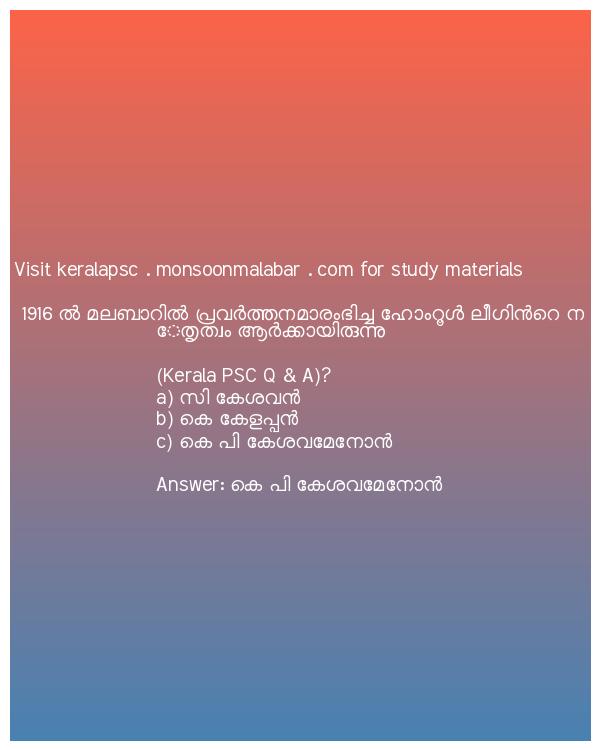 Visit keralapsc . monsoonmalabar . com for study materials
1916 ൽ മലബാറിൽ പ്രവർത്തനമാരംഭിച്ച ഹോംറൂൾ ലീഗിൻറെ ന
േതൃത്വം ആർക്കായിരുന്നു
(Kerala PSC Q & A)?
a) സി കേശവൻ
b) കെ കേളപ്പൻ
c) കെ പി കേശവമേനോൻ
Answer: കെ പി കേശവമേനോൻ